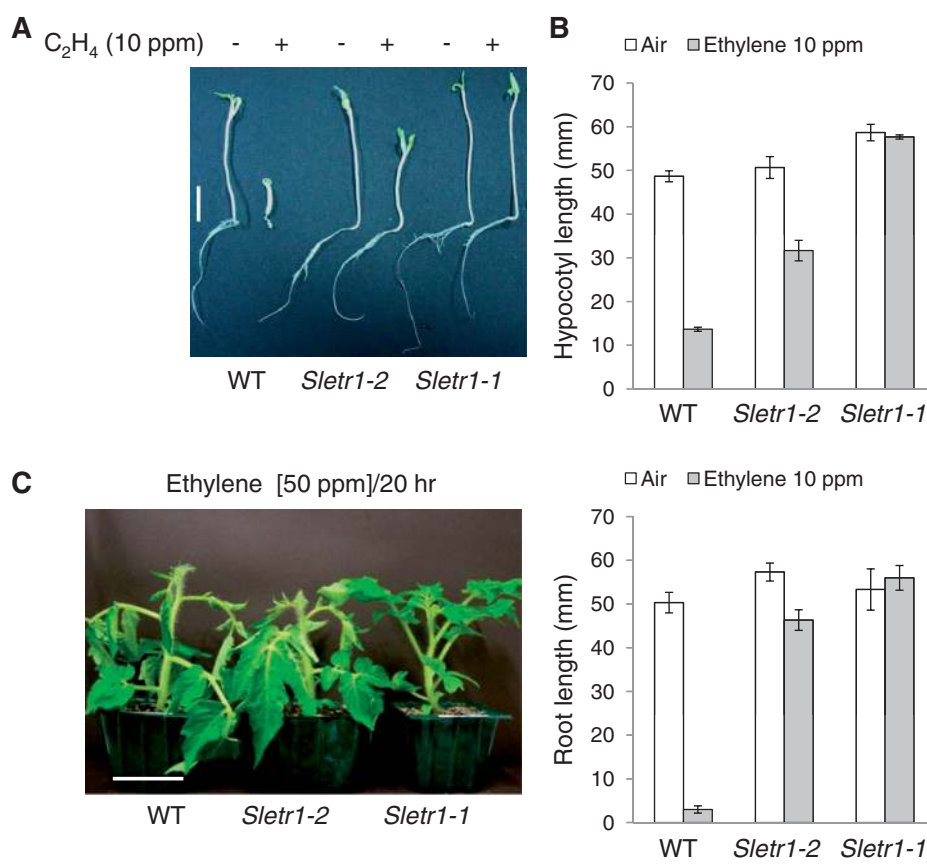 A
C2H4 (10 ppm) - + - + - +
WT Sletr1-2 Sletr1-1
B
Air Ethylene 10 ppm
Hypocotyl length (mm)
70
60
50
40
30
20
10
0
WT Sletr1-2 Sletr1-1
C
Ethylene [50 ppm]/20 hr
WT Sletr1-2 Sletr1-1
Air Ethylene 10 ppm
Root length (mm)
70
60
50
40
30
20
10
0
WT Sletr1-2 Sletr1-1